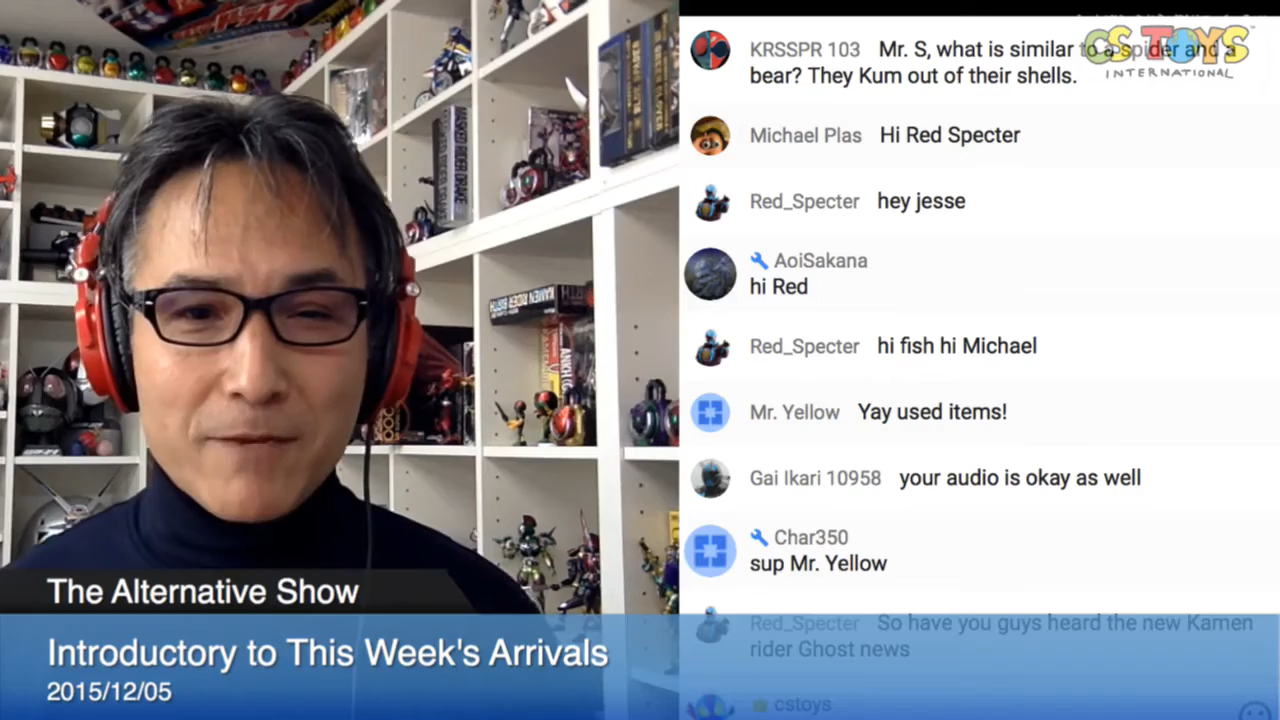 CS TOYS
INTERNATIONAL
KRSSPR 103 Mr. S, what is similar to a spider and a
bear? They Kum out of their shells.
Michael Plas Hi Red Specter
Red_Specter hey jesse
AoiSakana
hi Red
Red_Specter hi fish hi Michael
Mr. Yellow Yay used items!
Gai Ikari 10958 your audio is okay as well
Char350
sup Mr. Yellow
Red_Specter So have you guys heard the new Kamen
rider Ghost news
cstoys
KAMEN RIDER BIRTH
The Alternative Show
Introductory to This Week's Arrivals
2015/12/05